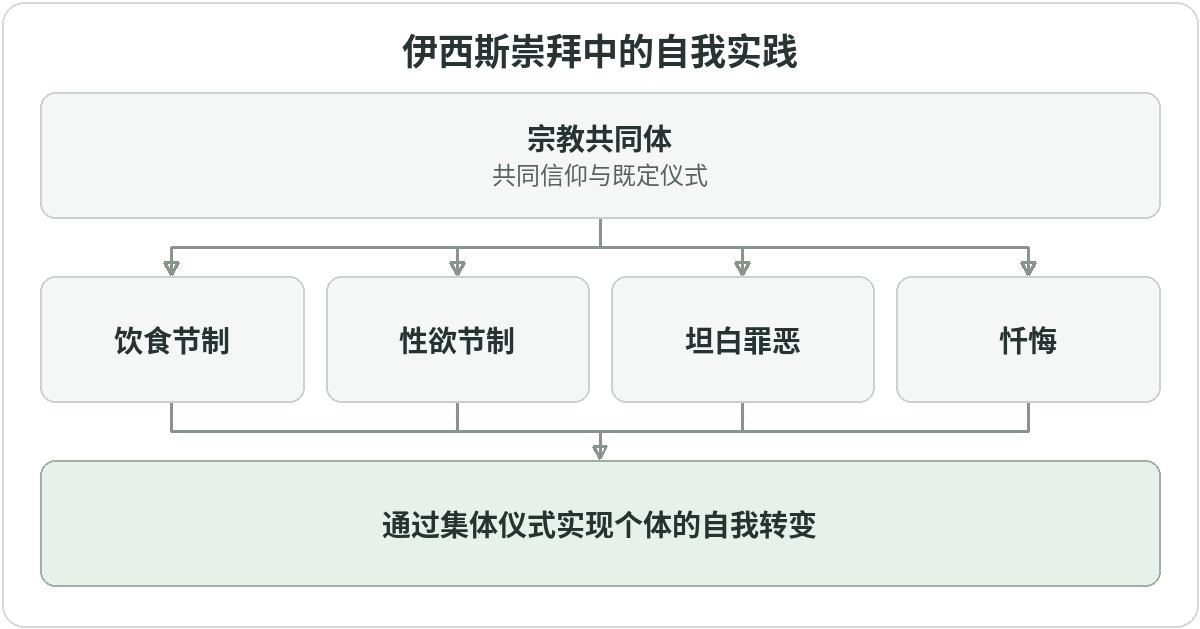 伊西斯崇拜中的自我实践
宗教共同体
共同信仰与既定仪式
饮食节制
性欲节制
坦白罪恶
忏悔
通过集体仪式实现个体的自我转变